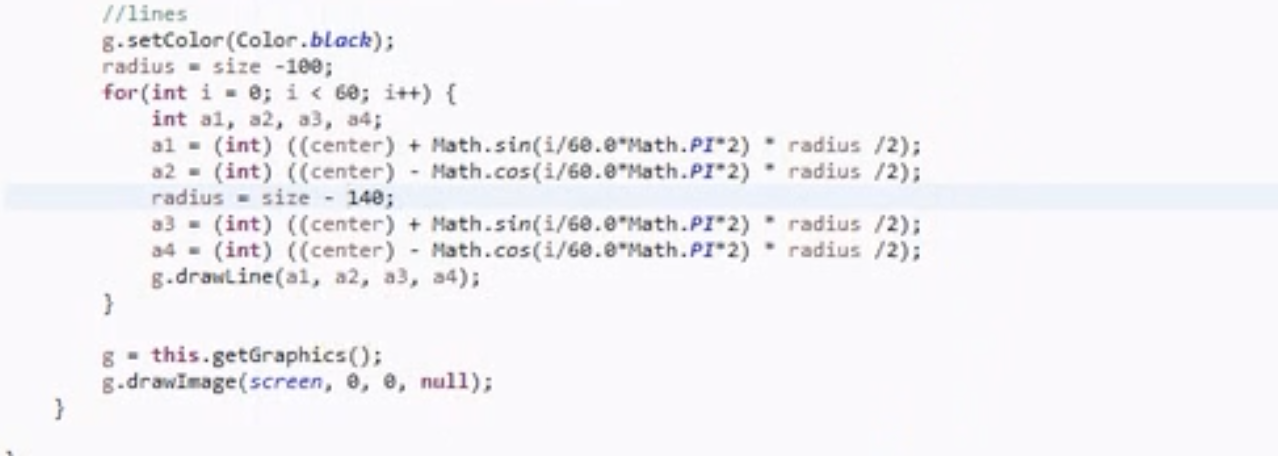 //lines
g.setColor(Color.black);
radius = size -100;
for(int i = 0; i < 60; i++) {
int a1, a2, a3, a4;
a1 = (int) ((center) + Math.sin(i/60.0*Math.PI*2) * radius /2);
a2 = (int) ((center) - Math.cos(i/60.0*Math.PI*2) * radius /2);
radius = size - 140;
a3 = (int) ((center) + Math.sin(i/60.0*Math.PI*2) * radius /2);
a4 = (int) ((center) - Math.cos(i/60.0*Math.PI*2) * radius /2);
g.drawLine(a1, a2, a3, a4);
}
g = this.getGraphics();
g.drawImage(screen, 0, 0, null);
}